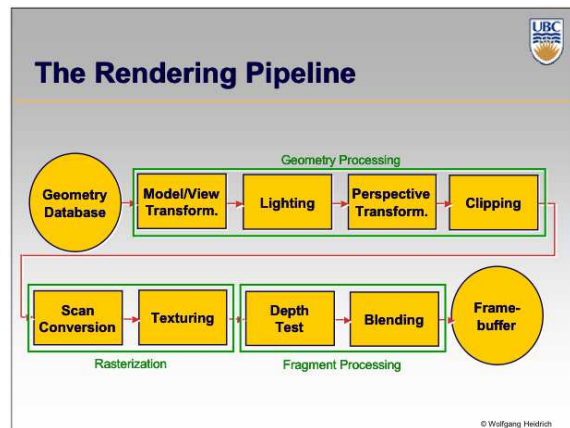 UBC
The Rendering Pipeline
Geometry Processing
Geometry
Database
Model/View
Transform.
Lighting
Perspective
Transform.
Clipping
Scan
Conversion
Texturing
Depth
Test
Blending
Frame-
buffer
Rasterization
Fragment Processing
© Wolfgang Heidrich